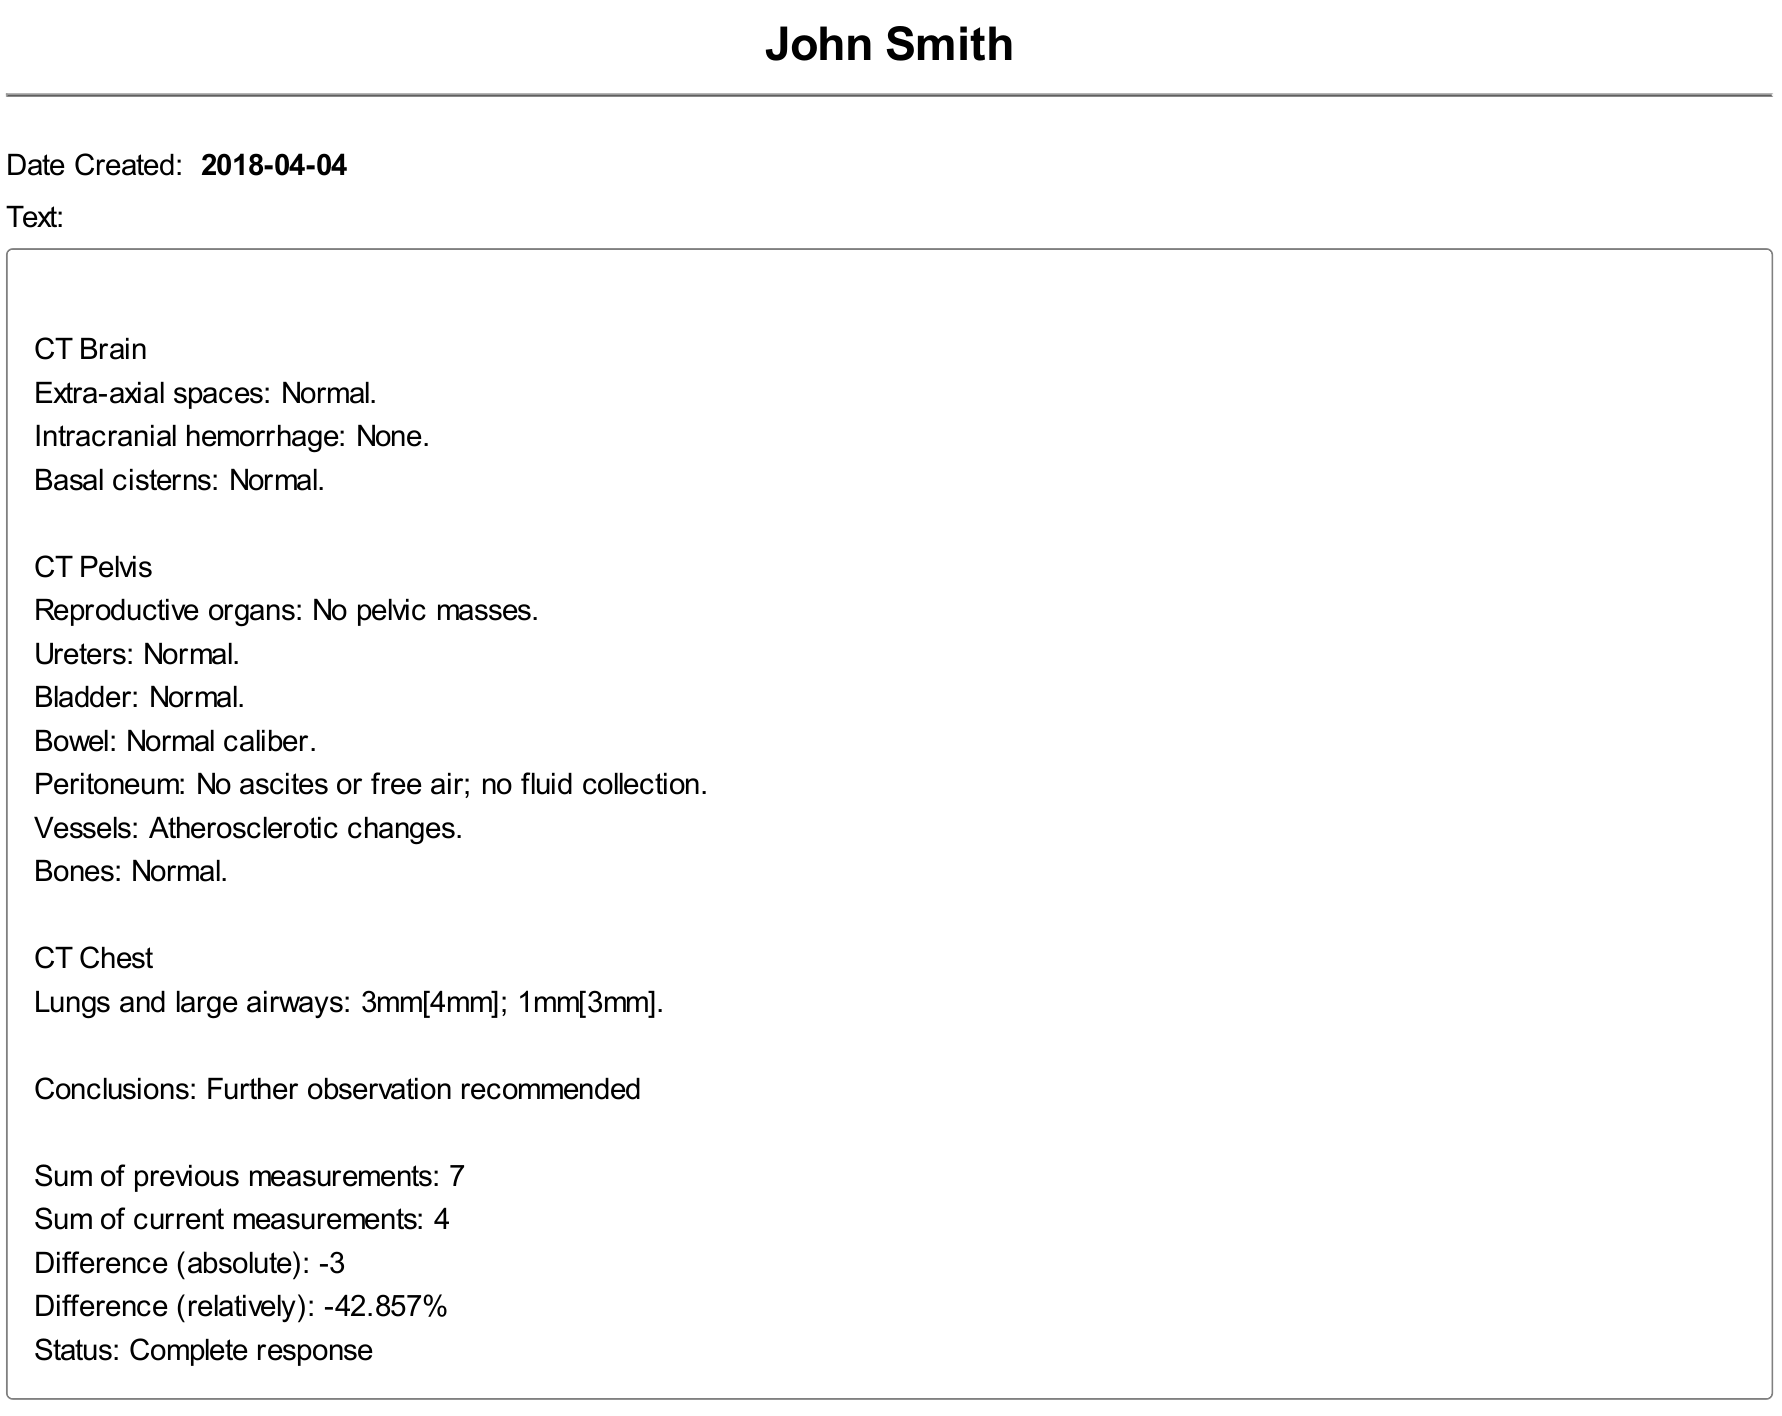 John Smith
Date Created: 2018-04-04
Text:
CT Brain
Extra-axial spaces: Normal.
Intracranial hemorrhage: None.
Basal cisterns: Normal.
CT Pelvis
Reproductive organs: No pelvic masses.
Ureters: Normal.
Bladder: Normal.
Bowel: Normal caliber.
Peritoneum: No ascites or free air; no fluid collection.
Vessels: Atherosclerotic changes.
Bones: Normal.
CT Chest
Lungs and large airways: 3mm[4mm]; 1mm[3mm].
Conclusions: Further observation recommended
Sum of previous measurements: 7
Sum of current measurements: 4
Difference (absolute): -3
Difference (relatively): -42.857%
Status: Complete response